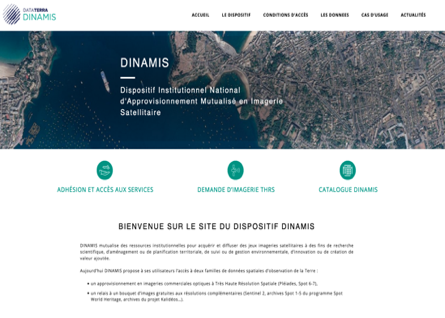 DATA TERRA
DINAMIS
ACCUEIL LE DISPOSITIF CONDITIONS D'ACCÈS LES DONNEES CAS D'USAGE ACTUALITÉS
DINAMIS
Dispositif Institutionnel National
d'Approvisionnement Mutualisé en Imagerie
Satellitaire
ADHÉSION ET ACCÈS AUX SERVICES DEMANDE D'IMAGERIE THRS CATALOGUE DINAMIS
BIENVENUE SUR LE SITE DU DISPOSITIF DINAMIS
DINAMIS mutualise des ressources institutionnelles pour acquérir et diffuser des jeux imageries satellitaires à des fins de recherche
scientifique, d'aménagement ou de planification territoriale, de suivi ou de gestion environnementale, d'innovation ou de création de
valeur ajoutée.
Aujourd'hui DINAMIS propose à ses utilisateurs l'accès à deux familles de données spatiales d'observation de la Terre :
• un approvisionnement en imageries commerciales optiques à Très Haute Résolution Spatiale (Pléiades, Spot 6-7),
• un relais à un bouquet d'images gratuites aux résolutions complémentaires (Sentinel 2, archives Spot 1-5 du programme Spot
World Heritage, archives du projet Kalidéos…).